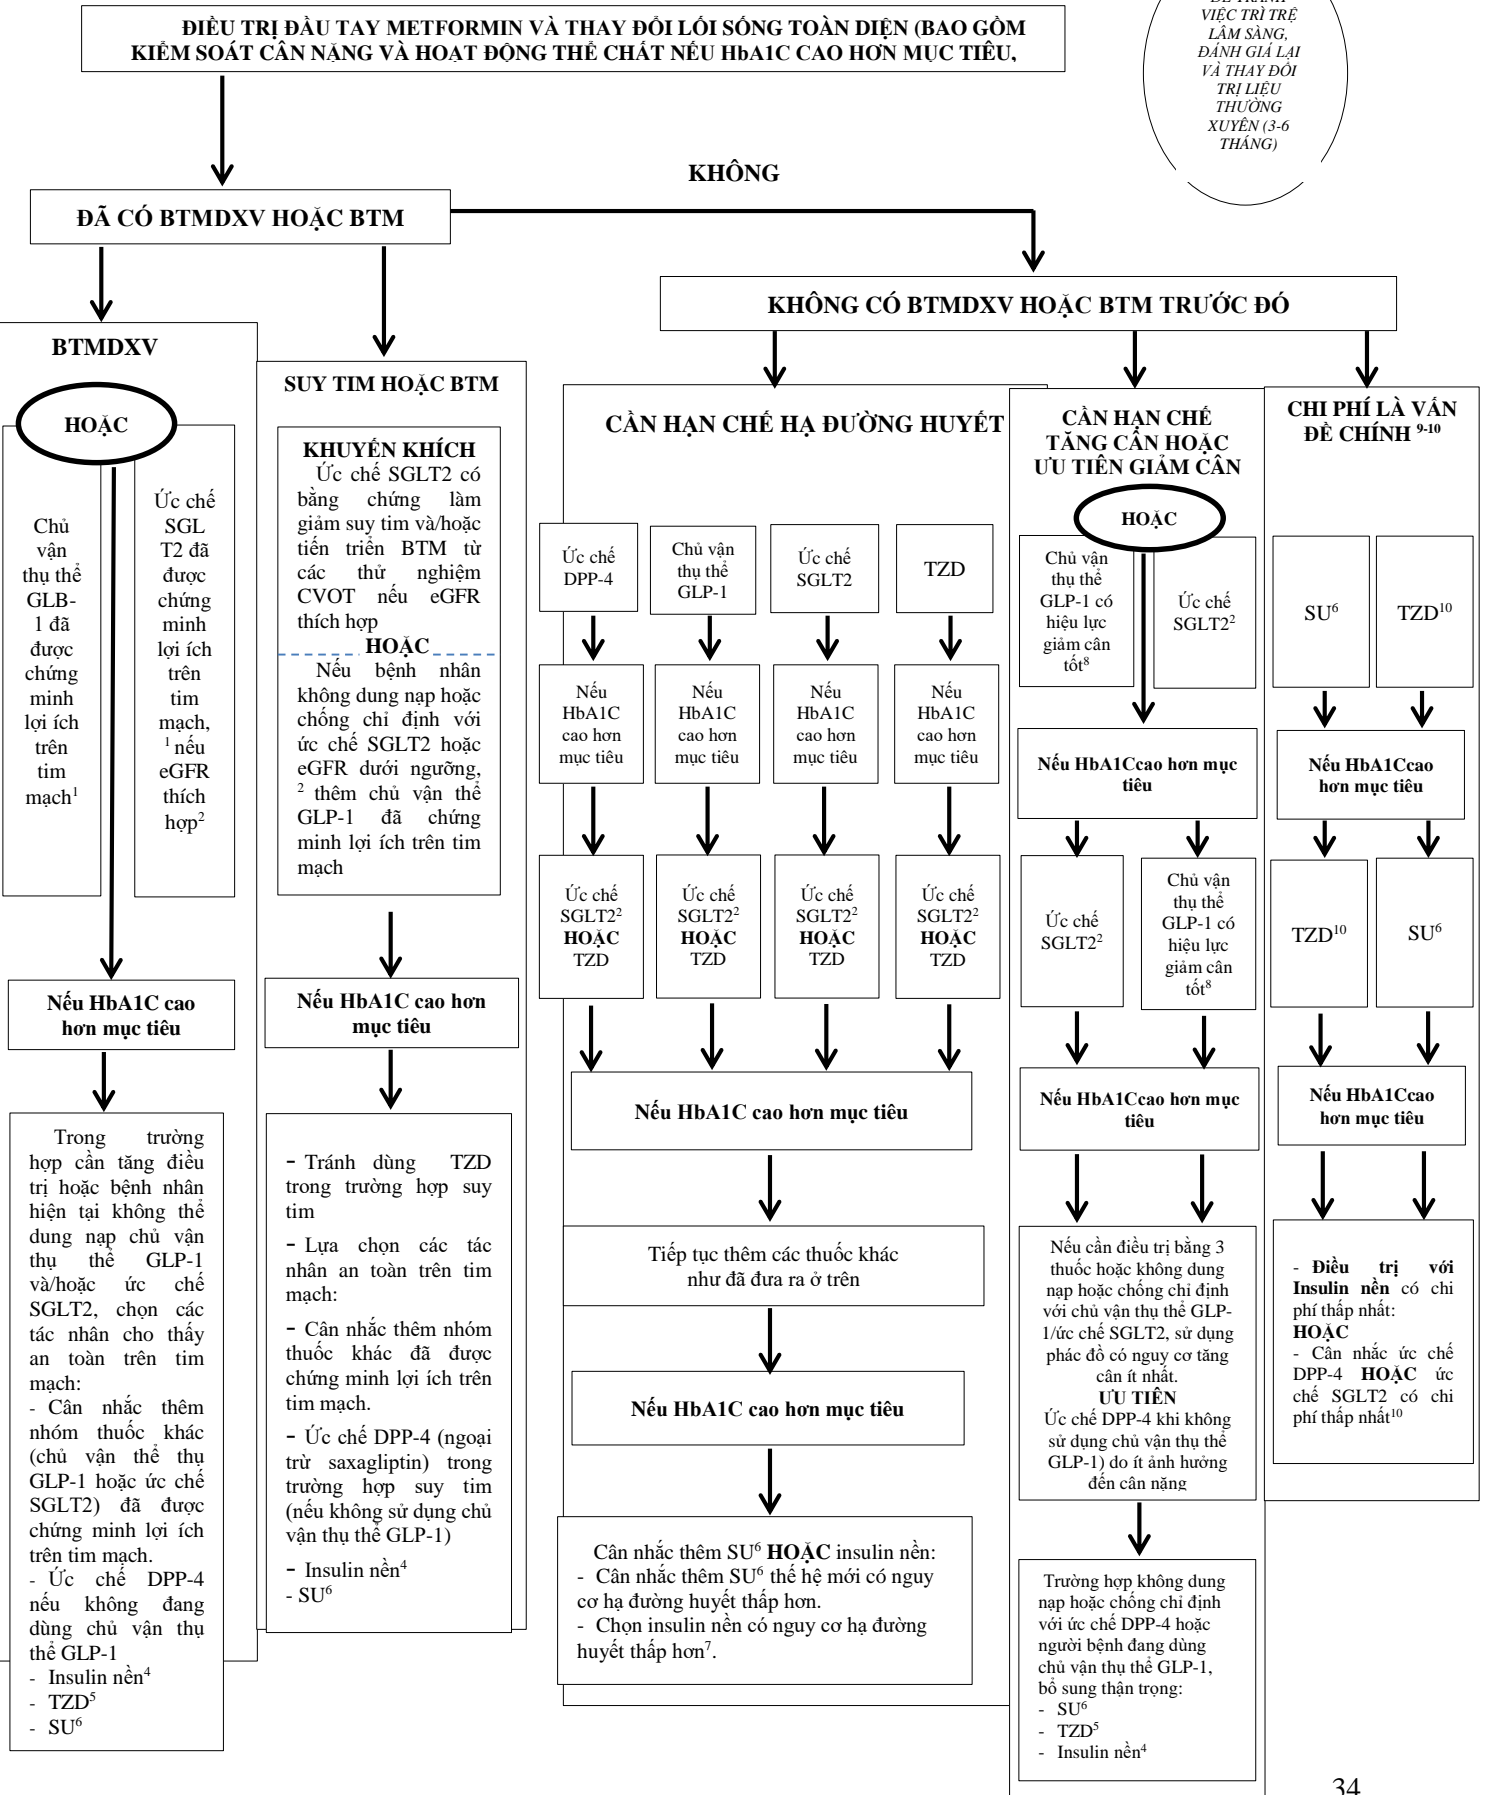 ĐIỀU TRỊ ĐẦU TAY METFORMIN VÀ THAY ĐỔI LỐI SỐNG TOÀN DIỆN (BAO GỒM
KIỂM SOÁT CÂN NẶNG VÀ HOẠT ĐỘNG THỂ CHẤT NẾU HbA1C CAO HƠN MỤC TIÊU,
ĐỂ TRÁNH
VIỆC TRÌ TRỆ
LÂM SÀNG,
ĐÁNH GIÁ LẠI
VÀ THAY ĐỔI
TRỊ LIỆU
THƯỜNG
XUYÊN (3-6
THÁNG)
KHÔNG
ĐÃ CÓ BTMDXV HOẶC BTM
KHÔNG CÓ BTMDXV HOẶC BTM TRƯỚC ĐÓ
BTMDXV
HOẶC
Chủ
vận
thụ thể
GLB-
1 đã
được
chứng
minh
lợi ích
trên
tim
mạch1
Ức chế
SGL
T2 đã
được
chứng
minh
lợi ích
trên
tim
mạch,
1 nếu
eGFR
thích
hợp2
Nếu HbA1C cao
hơn mục tiêu
Trong trường
hợp cần tăng điều
trị hoặc bệnh nhân
hiện tại không thể
dung nạp chủ vận
thụ thể GLP-1
và/hoặc ức chế
SGLT2, chọn các
tác nhân cho thấy
an toàn trên tim
mạch:
- Cân nhắc thêm
nhóm thuốc khác
(chủ vận thể thụ
GLP-1 hoặc ức chế
SGLT2) đã được
chứng minh lợi ích
trên tim mạch.
- Ức chế DPP-4
nếu không đang
dùng chủ vận thụ
thể GLP-1
- Insulin nền4
- TZD5
- SU6
SUY TIM HOẶC BTM
KHUYẾN KHÍCH
Ức chế SGLT2 có
bằng chứng làm
giảm suy tim và/hoặc
tiến triển BTM từ
các thử nghiệm
CVOT nếu eGFR
thích hợp
HOẶC
Nếu bệnh nhân
không dung nạp hoặc
chống chỉ định với
ức chế SGLT2 hoặc
eGFR dưới ngưỡng,
2 thêm chủ vận thể
GLP-1 đã chứng
minh lợi ích trên tim
mạch
Nếu HbA1C cao hơn
mục tiêu
- Tránh dùng TZD
trong trường hợp suy
tim
- Lựa chọn các tác
nhân an toàn trên tim
mạch:
- Cân nhắc thêm nhóm
thuốc khác đã được
chứng minh lợi ích trên
tim mạch.
- Ức chế DPP-4 (ngoại
trừ saxagliptin) trong
trường hợp suy tim
(nếu không sử dụng chủ
vận thụ thể GLP-1)
- Insulin nền4
- SU6
CẦN HẠN CHẾ HẠ ĐƯỜNG HUYẾT
Ức chế
DPP-4
Chủ vận
thụ thể
GLP-1
Ức chế
SGLT2
TZD
Nếu
HbA1C
cao hơn
mục tiêu
Nếu
HbA1C
cao hơn
mục tiêu
Nếu
HbA1C
cao hơn
mục tiêu
Nếu
HbA1C
cao hơn
mục tiêu
Ức chế
SGLT22
HOẶC
TZD
Ức chế
SGLT22
HOẶC
TZD
Ức chế
SGLT22
HOẶC
TZD
Ức chế
SGLT22
HOẶC
TZD
Nếu HbA1C cao hơn mục tiêu
Tiếp tục thêm các thuốc khác
như đã đưa ra ở trên
Nếu HbA1C cao hơn mục tiêu
Cân nhắc thêm SU6 HOẶC insulin nền:
- Cân nhắc thêm SU6 thế hệ mới có nguy
cơ hạ đường huyết thấp hơn.
- Chọn insulin nền có nguy cơ hạ đường
huyết thấp hơn7.
CẦN HẠN CHẾ
TĂNG CÂN HOẶC
ƯU TIÊN GIẢM CÂN
HOẶC
Chủ vận
thụ thể
GLP-1 có
hiệu lực
giảm cân
tốt8
Ức chế
SGLT22
Nếu HbA1Ccao hơn mục
tiêu
Ức chế
SGLT22
Chủ vận
thụ thể
GLP-1 có
hiệu lực
giảm cân
tốt8
Nếu HbA1Ccao hơn mục
tiêu
Nếu cần điều trị bằng 3
thuốc hoặc không dung
nạp hoặc chống chỉ định
với chủ vận thụ thể GLP-
1/ức chế SGLT2, sử dụng
phác đồ có nguy cơ tăng
cân ít nhất.
ƯU TIÊN
Ức chế DPP-4 khi không
sử dụng chủ vận thụ thể
GLP-1) do ít ảnh hưởng
đến cân nặng
Trường hợp không dung
nạp hoặc chống chỉ định
với ức chế DPP-4 hoặc
người bệnh đang dùng
chủ vận thụ thể GLP-1,
bổ sung thận trọng:
- SU6
- TZD5
- Insulin nền4
CHI PHÍ LÀ VẤN
ĐỀ CHÍNH 9-10
SU6
TZD10
Nếu HbA1Ccao
hơn mục tiêu
TZD10
SU6
Nếu HbA1Ccao
hơn mục tiêu
- Điều trị với
Insulin nền có chi
phí thấp nhất:
HOẶC
- Cân nhắc ức chế
DPP-4 HOẶC ức
chế SGLT2 có chi
phí thấp nhất10
34